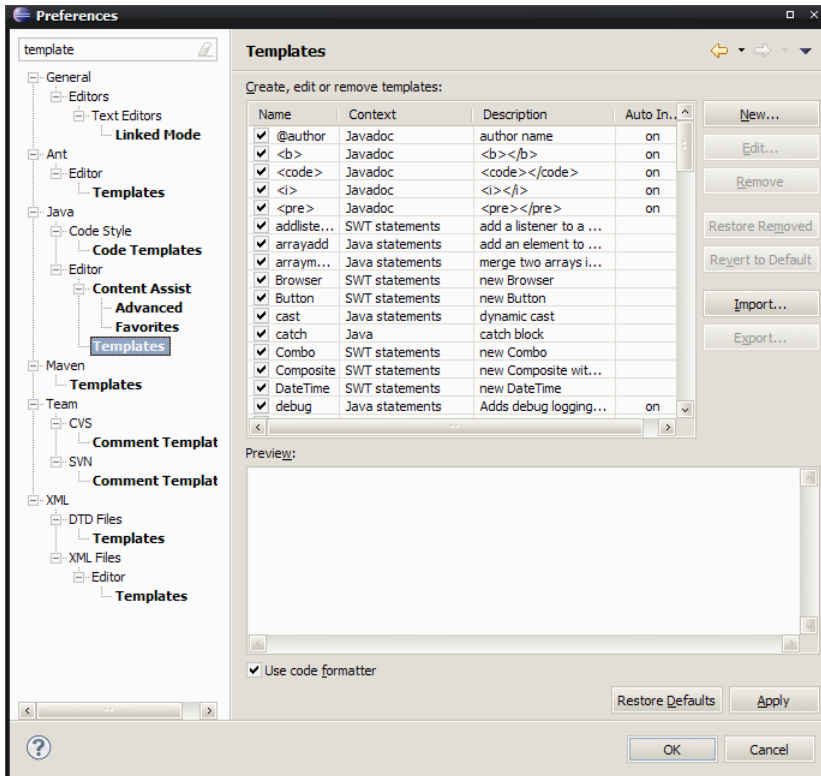 Preferences
template
General
Editors
Text Editors
Linked Mode
Ant
Editor
Templates
Java
Code Style
Code Templates
Editor
Content Assist
Advanced
Favorites
Templates
Maven
Templates
Team
CVS
Comment Templat
SVN
Comment Templat
XML
DTD Files
Templates
XML Files
Editor
Templates
Templates
Create, edit or remove templates:
Name Context Description Auto In...
@author Javadoc author name on
<b> Javadoc <b></b> on
<code> Javadoc <code></code> on
<i> Javadoc <i></i> on
<pre> Javadoc <pre></pre> on
addliste... SWT statements add a listener to a ...
arrayadd Java statements add an element to ...
arraym... Java statements merge two arrays i...
Browser SWT statements new Browser
Button SWT statements new Button
cast Java statements dynamic cast
catch Java catch block
Combo SWT statements new Combo
Composite SWT statements new Composite wit...
DateTime SWT statements new DateTime
debug Java statements Adds debug logging... on
New...
Edit...
Remove
Restore Removed
Revert to Default
Import...
Export...
Preview:
Use code formatter
Restore Defaults Apply
? OK Cancel